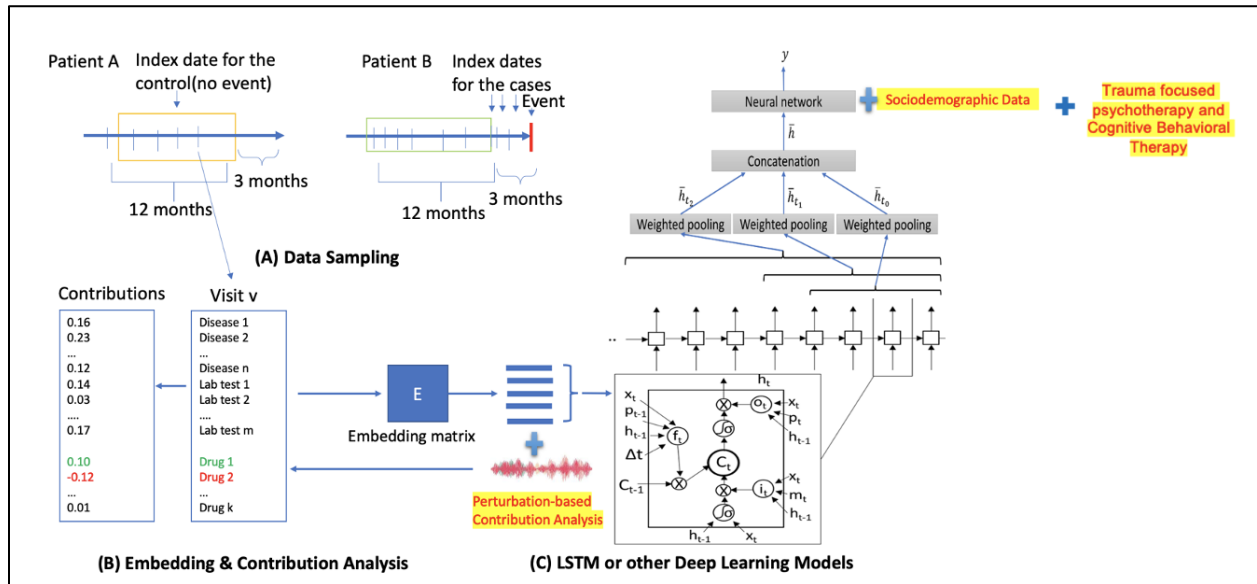 Patient A
Index date for the
control(no event)
3 months
12 months
Patient B
Index dates
for the cases
Event
3 months
12 months
(A) Data Sampling
Contributions
0.16
0.23
...
0.12
0.14
0.03
....
0.17
0.10
-0.12
...
0.01
Visit v
Disease 1
Disease 2
...
Disease n
Lab test 1
Lab test 2
....
Lab test m
Drug 1
Drug 2
...
Drug k
E
Embedding matrix
Perturbation-based
Contribution Analysis
(B) Embedding & Contribution Analysis
y
Neural network
Sociodemographic Data
Trauma focused
psychotherapy and
Cognitive Behavioral
Therapy
h̄
Concatenation
h̄t₂
h̄t₁
h̄t₀
Weighted pooling
Weighted pooling
Weighted pooling
..
hₜ
xₜ
pₜ₋₁
hₜ₋₁
Δt
fₜ
Cₜ₋₁
x
Cₜ
x
∫σ
oₜ
xₜ
pₜ
hₜ₋₁
x
iₜ
xₜ
mₜ
hₜ₋₁
∫σ
hₜ₋₁
xₜ
(C) LSTM or other Deep Learning Models